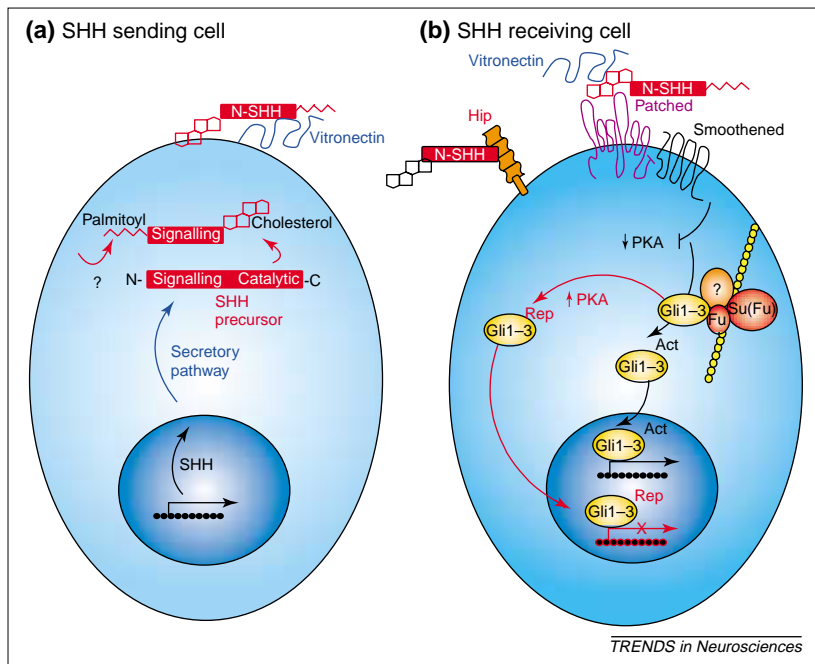 (a) SHH sending cell
N-SHH
Vitronectin
Palmitoyl
Cholesterol
Signalling
?
N-
Signalling Catalytic
-C
SHH
precursor
Secretory
pathway
SHH
(b) SHH receiving cell
Vitronectin
N-SHH
Patched
Hip
Smoothened
N-SHH
PKA
?
Rep
PKA
Gli1–3
Fu
Su(Fu)
Gli1–3
Act
Gli1–3
Act
Gli1–3
Rep
Gli1–3
X
TRENDS in Neurosciences